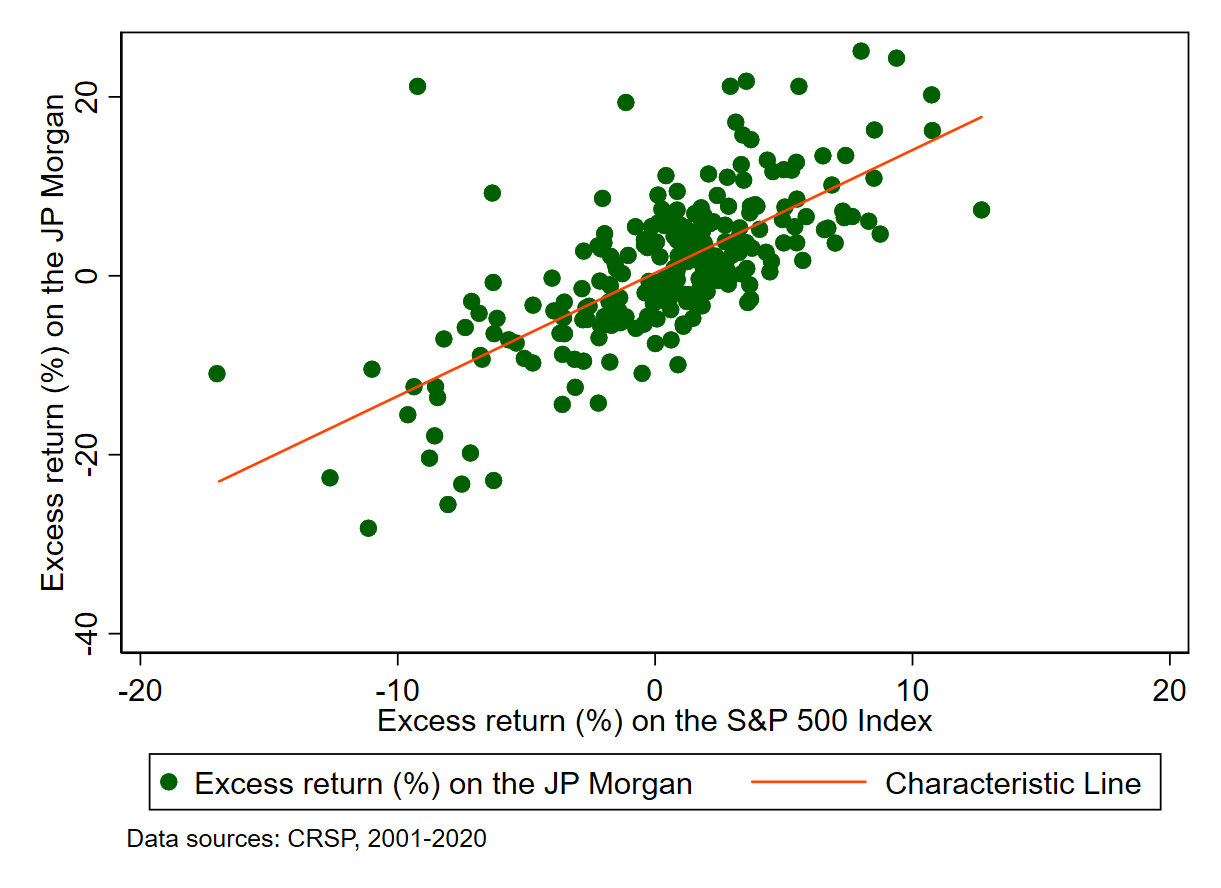 Excess return (%) on the JP Morgan
20
0
-20
-40
-20 -10 0 10 20
Excess return (%) on the S&P 500 Index
Excess return (%) on the JP Morgan Characteristic Line
Data sources: CRSP, 2001-2020